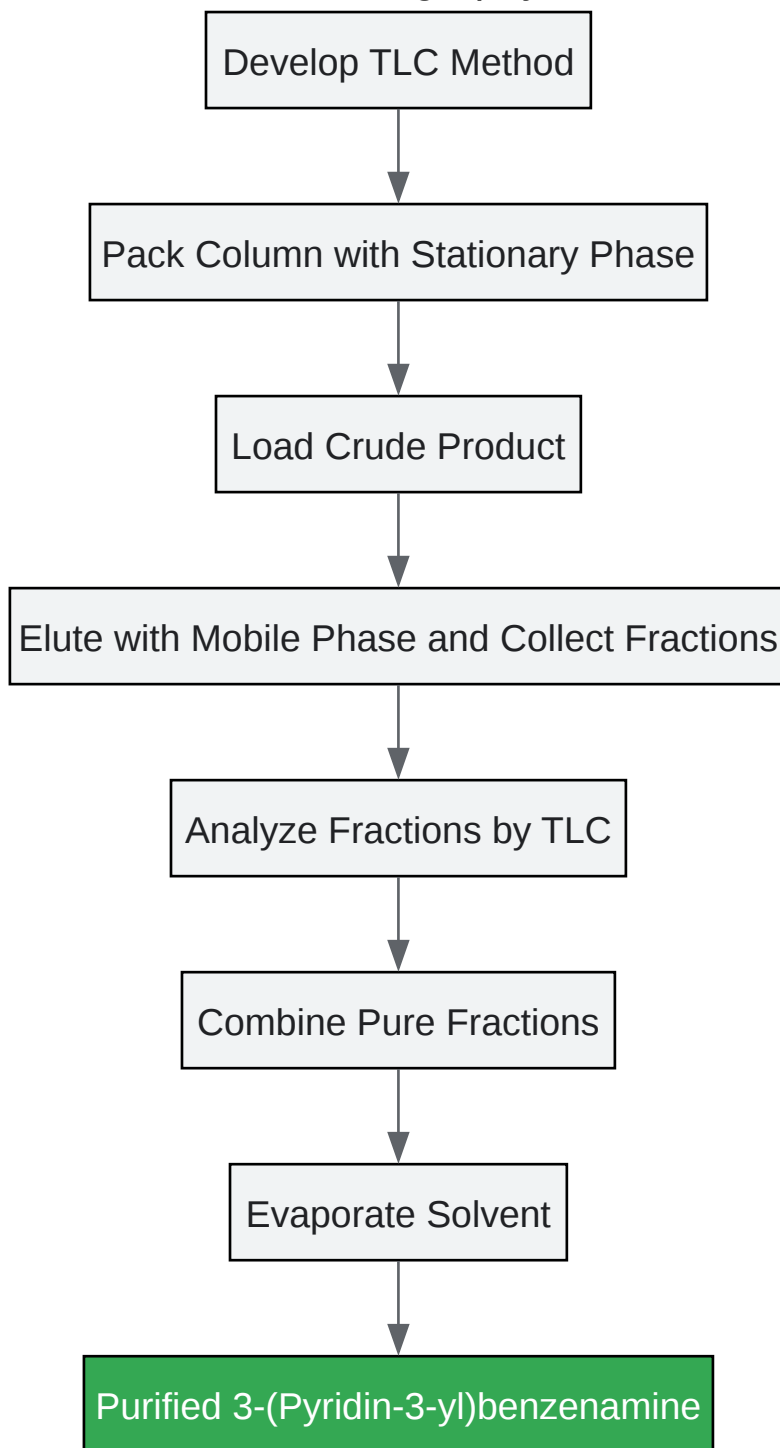 Develop TLC Method
Pack Column with Stationary Phase
Load Crude Product
Elute with Mobile Phase and Collect Fractions
Analyze Fractions by TLC
Combine Pure Fractions
Evaporate Solvent
Purified 3-(Pyridin-3-yl)benzenamine